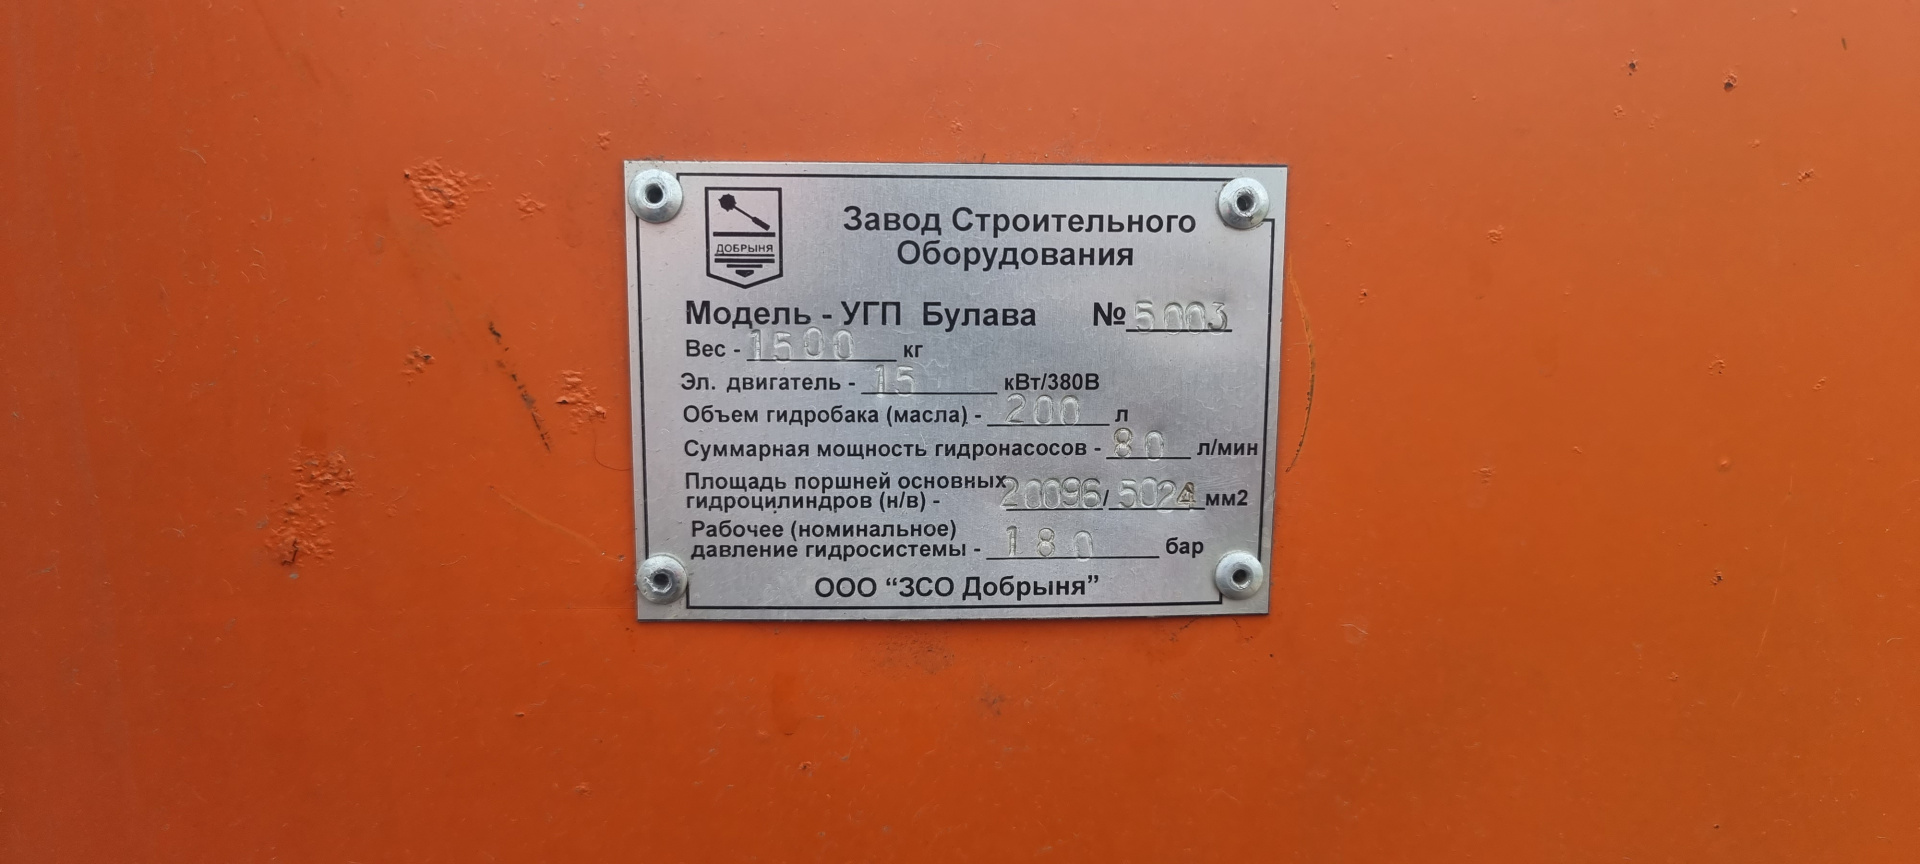 ДОБРЫНЯ
Завод Строительного
Оборудования
Модель - УГП Булава № 5003
Вес - 1500 кг
Эл. двигатель - 15 кВт/380В
Объем гидробака (масла) - 200 л
Суммарная мощность гидронасосов - 80 л/мин
Площадь поршней основных
гидроцилиндров (н/в) - 20096/5024 мм2
Рабочее (номинальное)
давление гидросистемы - 180 бар
ООО “ЗСО Добрыня”